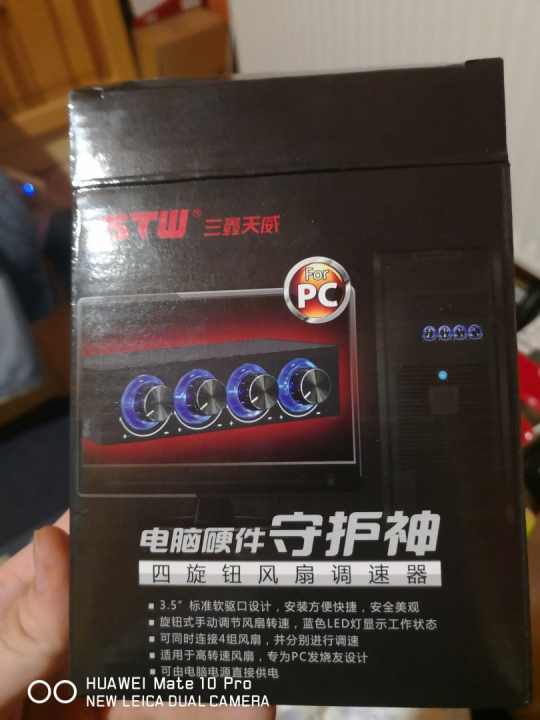 STW® 三鑫天威
For
PC
电脑硬件 守护神
四旋钮风扇调速器
▪ 3.5" 标准软驱口设计，安装方便快捷，安全美观
▪ 旋钮式手动调节风扇转速，蓝色LED灯显示工作状态
▪ 可同时连接4组风扇，并分别进行调速
▪ 适用于高转速风扇，专为PC发烧友设计
▪ 可由电脑电源直接供电
HUAWEI Mate 10 Pro
NEW LEICA DUAL CAMERA